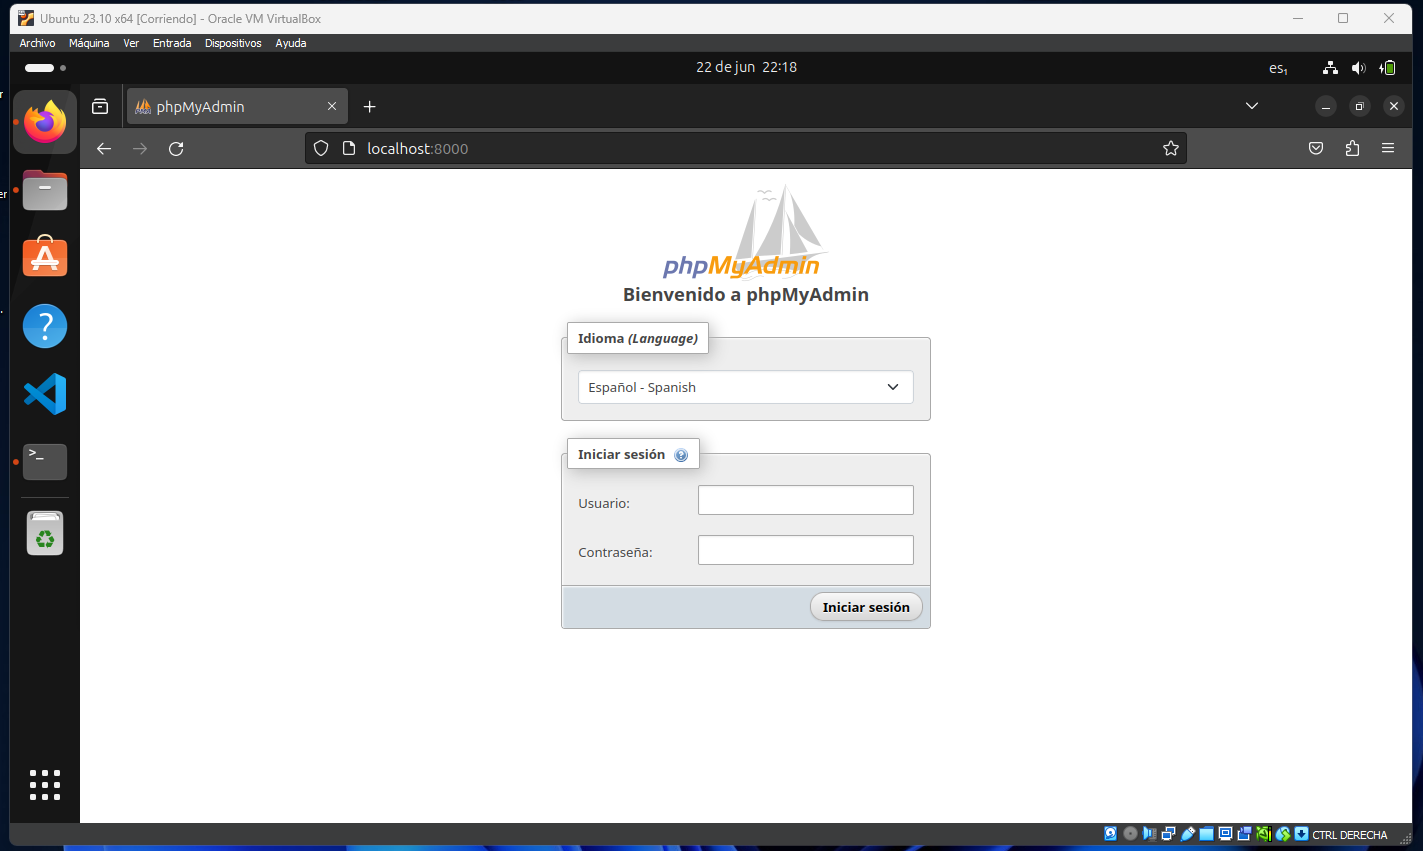 Ubuntu 23.10 x64 [Corriendo] - Oracle VM VirtualBox
Archivo Máquina Ver Entrada Dispositivos Ayuda
22 de jun 22:18
es₁
phpMyAdmin
localhost:8000
phpMyAdmin
Bienvenido a phpMyAdmin
Idioma (Language)
Español - Spanish
Iniciar sesión
Usuario:
Contraseña:
Iniciar sesión
CTRL DERECHA